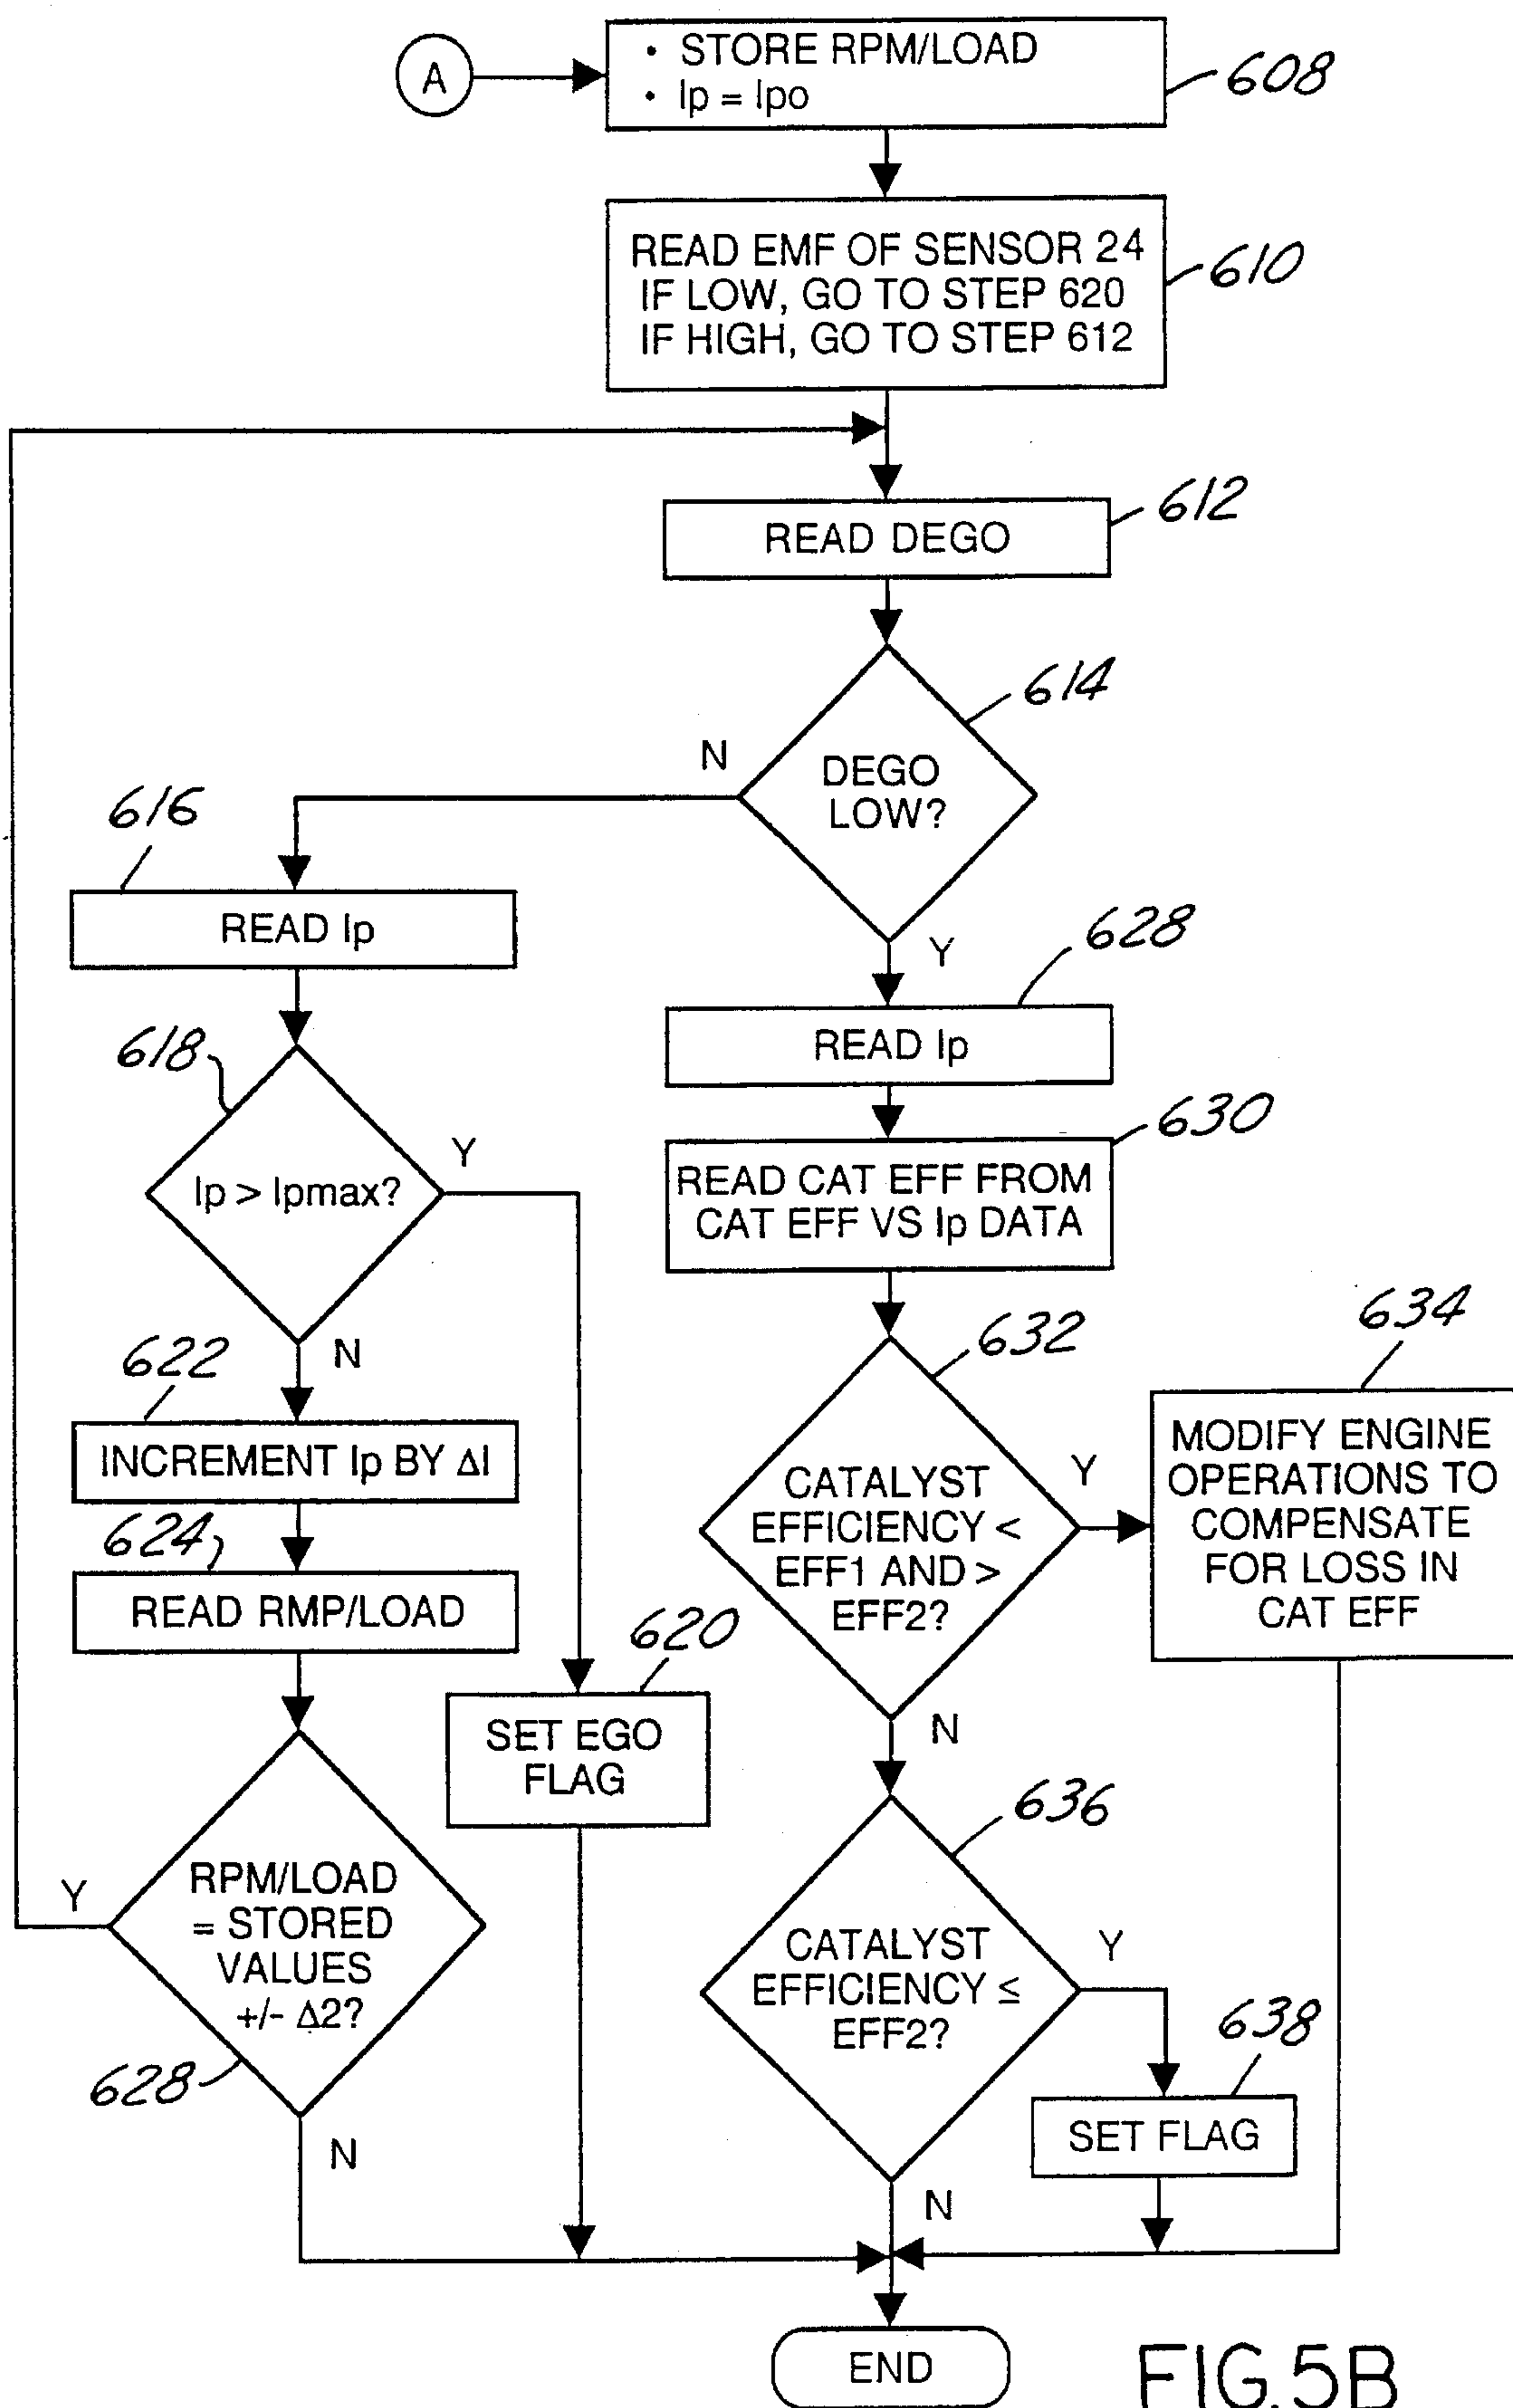 A
• STORE RPM/LOAD
• Ip = Ipo
608
READ EMF OF SENSOR 24
IF LOW, GO TO STEP 620
IF HIGH, GO TO STEP 612
610
READ DEGO
612
DEGO
LOW?
614
N
Y
616
READ Ip
628
READ Ip
618
Ip > Ipmax?
Y
N
630
READ CAT EFF FROM
CAT EFF VS Ip DATA
622
INCREMENT Ip BY ΔI
632
CATALYST
EFFICIENCY <
EFF1 AND >
EFF2?
Y
N
634
MODIFY ENGINE
OPERATIONS TO
COMPENSATE
FOR LOSS IN
CAT EFF
624
READ RMP/LOAD
620
SET EGO
FLAG
RPM/LOAD
= STORED
VALUES
+/- Δ2?
Y
628
N
636
CATALYST
EFFICIENCY ≤
EFF2?
Y
N
638
SET FLAG
END
FIG.5B